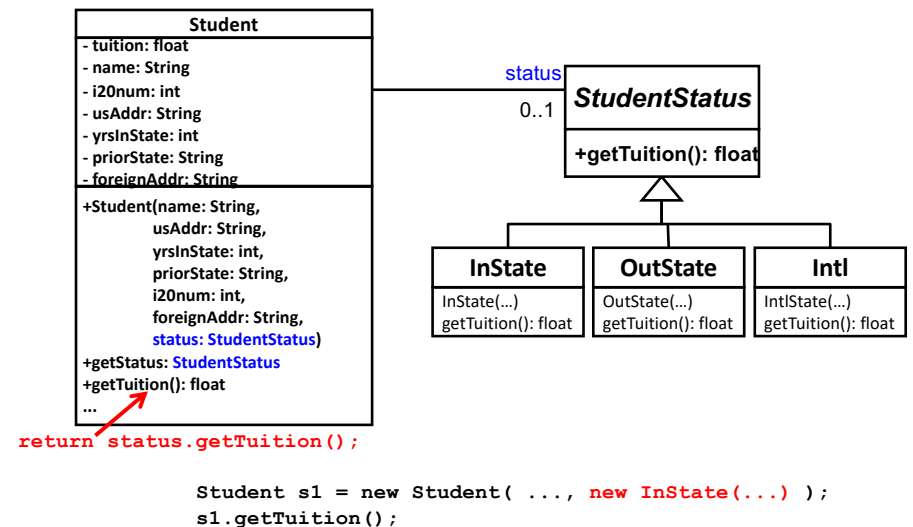 Student
- tuition: float
- name: String
- i20num: int
- usAddr: String
- yrsInState: int
- priorState: String
- foreignAddr: String
+Student(name: String,
usAddr: String,
yrsInState: int,
priorState: String,
i20num: int,
foreignAddr: String,
status: StudentStatus)
+getStatus: StudentStatus
+getTuition(): float
...
return status.getTuition();
status
0..1
StudentStatus
+getTuition(): float
InState
InState(…)
getTuition(): float
OutState
OutState(…)
getTuition(): float
Intl
IntlState(…)
getTuition(): float
Student s1 = new Student( ..., new InState(...) );
s1.getTuition();